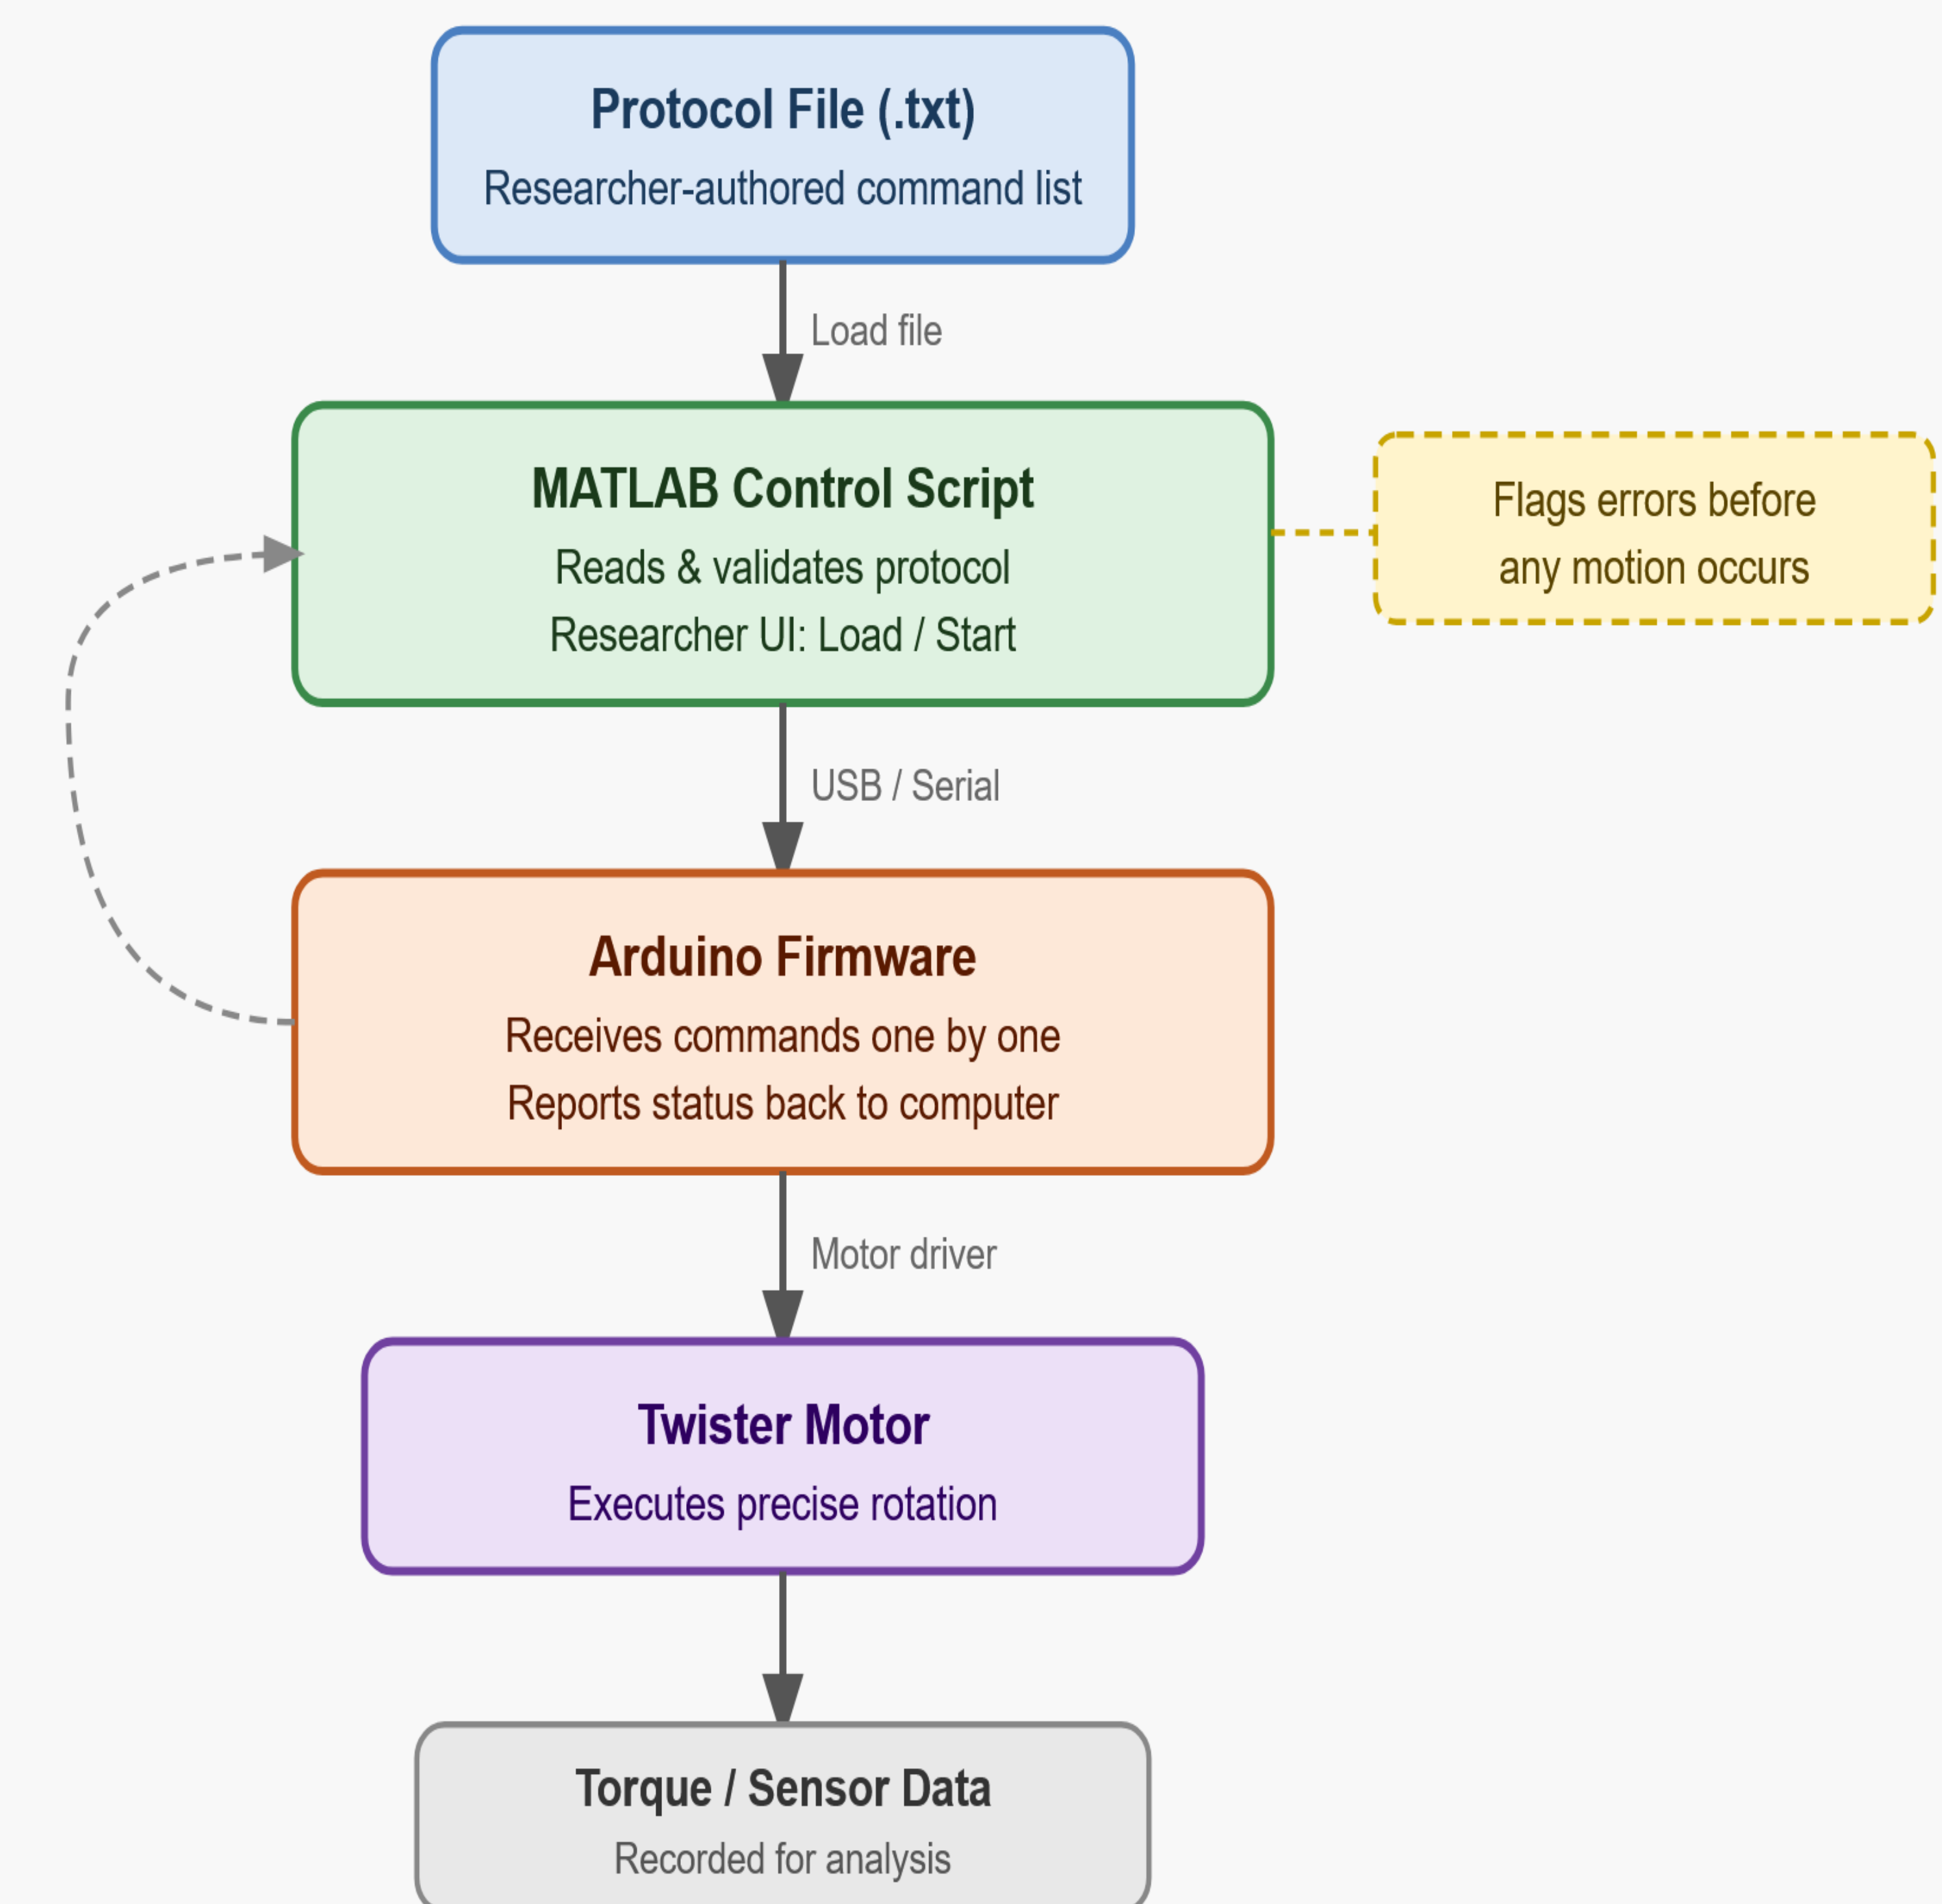 Protocol File (.txt)
Researcher-authored command list
Load file
MATLAB Control Script
Reads & validates protocol
Researcher UI: Load / Start
Flags errors before
any motion occurs
USB / Serial
Arduino Firmware
Receives commands one by one
Reports status back to computer
Motor driver
Twister Motor
Executes precise rotation
Torque / Sensor Data
Recorded for analysis